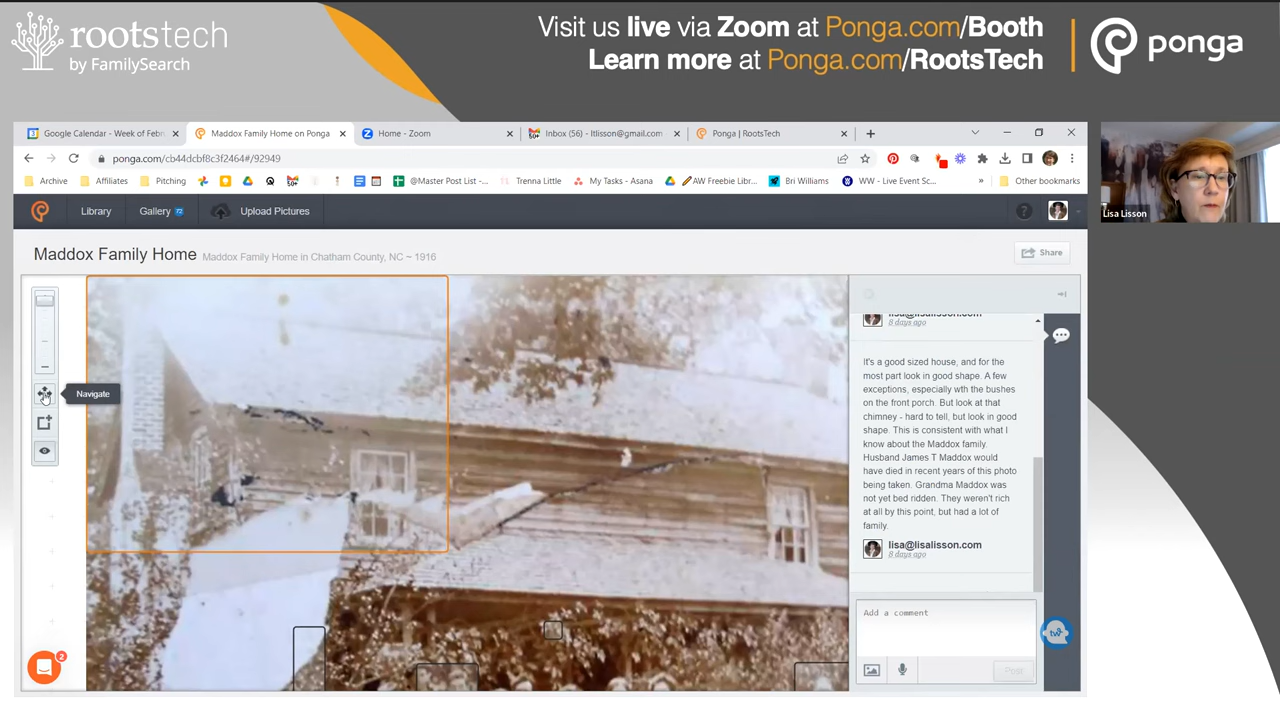 rootstech
by FamilySearch
Visit us live via Zoom at Ponga.com/Booth
Learn more at Ponga.com/RootsTech
ponga
Google Calendar - Week of Febru
Maddox Family Home on Ponga
Home - Zoom
Inbox (56) - ltlisson@gmail.com
Ponga | RootsTech
ponga.com/cb44dcbf8c3f2464#/92949
Archive
Affiliates
Pitching
@Master Post List -...
Trenna Little
My Tasks - Asana
AW Freebie Libr...
Bri Williams
WW - Live Event Sc...
Other bookmarks
Library
Gallery
Upload Pictures
Lisa Lisson
Maddox Family Home
Maddox Family Home in Chatham County, NC ~ 1916
Share
Navigate
lisa@lisalisson.com
8 days ago
It's a good sized house, and for the
most part look in good shape. A few
exceptions, especially wth the bushes
on the front porch. But look at that
chimney - hard to tell, but look in good
shape. This is consistent with what I
know about the Maddox family.
Husband James T Maddox would
have died in recent years of this photo
being taken. Grandma Maddox was
not yet bed ridden. They weren't rich
at all by this point, but had a lot of
family.
lisa@lisalisson.com
8 days ago
Add a comment
Post
2